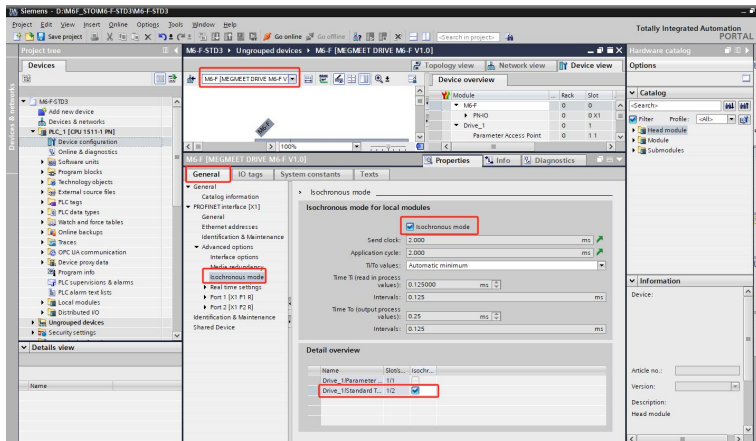 Siemens - D:\M6F_STO\M6-F-STD3\M6-F-STD3
Project Edit View Insert Online Options Tools Window Help
Totally Integrated Automation
PORTAL
Save project
Go online
Go offline
<Search in project>
Project tree
M6-F-STD3 ▸ Ungrouped devices ▸ M6-F [MEGMEET DRIVE M6-F V1.0]
Hardware catalog
Devices
Topology view
Network view
Device view
Options
M6-F [MEGMEET DRIVE M6-F V
Device overview
Module ... Rack Slot
M6-F 0 0
PN-IO 0 0 X1
Drive_1 0 1
Parameter Access Point 0 1 1
M6-F
100%
Devices & networks
M6-F-STD3
Add new device
Devices & networks
PLC_1 [CPU 1511-1 PN]
Device configuration
Online & diagnostics
Software units
Program blocks
Technology objects
External source files
PLC tags
PLC data types
Watch and force tables
Online backups
Traces
OPC UA communication
Device proxy data
Program info
PLC supervisions & alarms
PLC alarm text lists
Local modules
Distributed I/O
Ungrouped devices
Security settings
Details view
Name
Catalog
<Search>
Filter Profile: <All>
Head module
Module
Submodules
M6-F [MEGMEET DRIVE M6-F V1.0]
Properties
Info
Diagnostics
General IO tags System constants Texts
General
Catalog information
PROFINET interface [X1]
General
Ethernet addresses
Identification & Maintenance
Advanced options
Interface options
Media redundancy
Isochronous mode
Real time settings
Port 1 [X1 P1 R]
Port 2 [X1 P2 R]
Identification & Maintenance
Shared Device
Isochronous mode
Isochronous mode for local modules
Isochronous mode
Send clock: 2.000 ms
Application cycle: 2.000 ms
Ti/To values: Automatic minimum
Time Ti (read in process
values): 0.125000 ms
Intervals: 0.125 ms
Time To (output process
values): 0.25 ms
Intervals: 0.125 ms
Detail overview
Name Slot/s... Isochr...
Drive_1\Parameter ... 1/1
Drive_1\Standard T... 1/2
Information
Device:
Article no.:
Version:
Description:
Head module